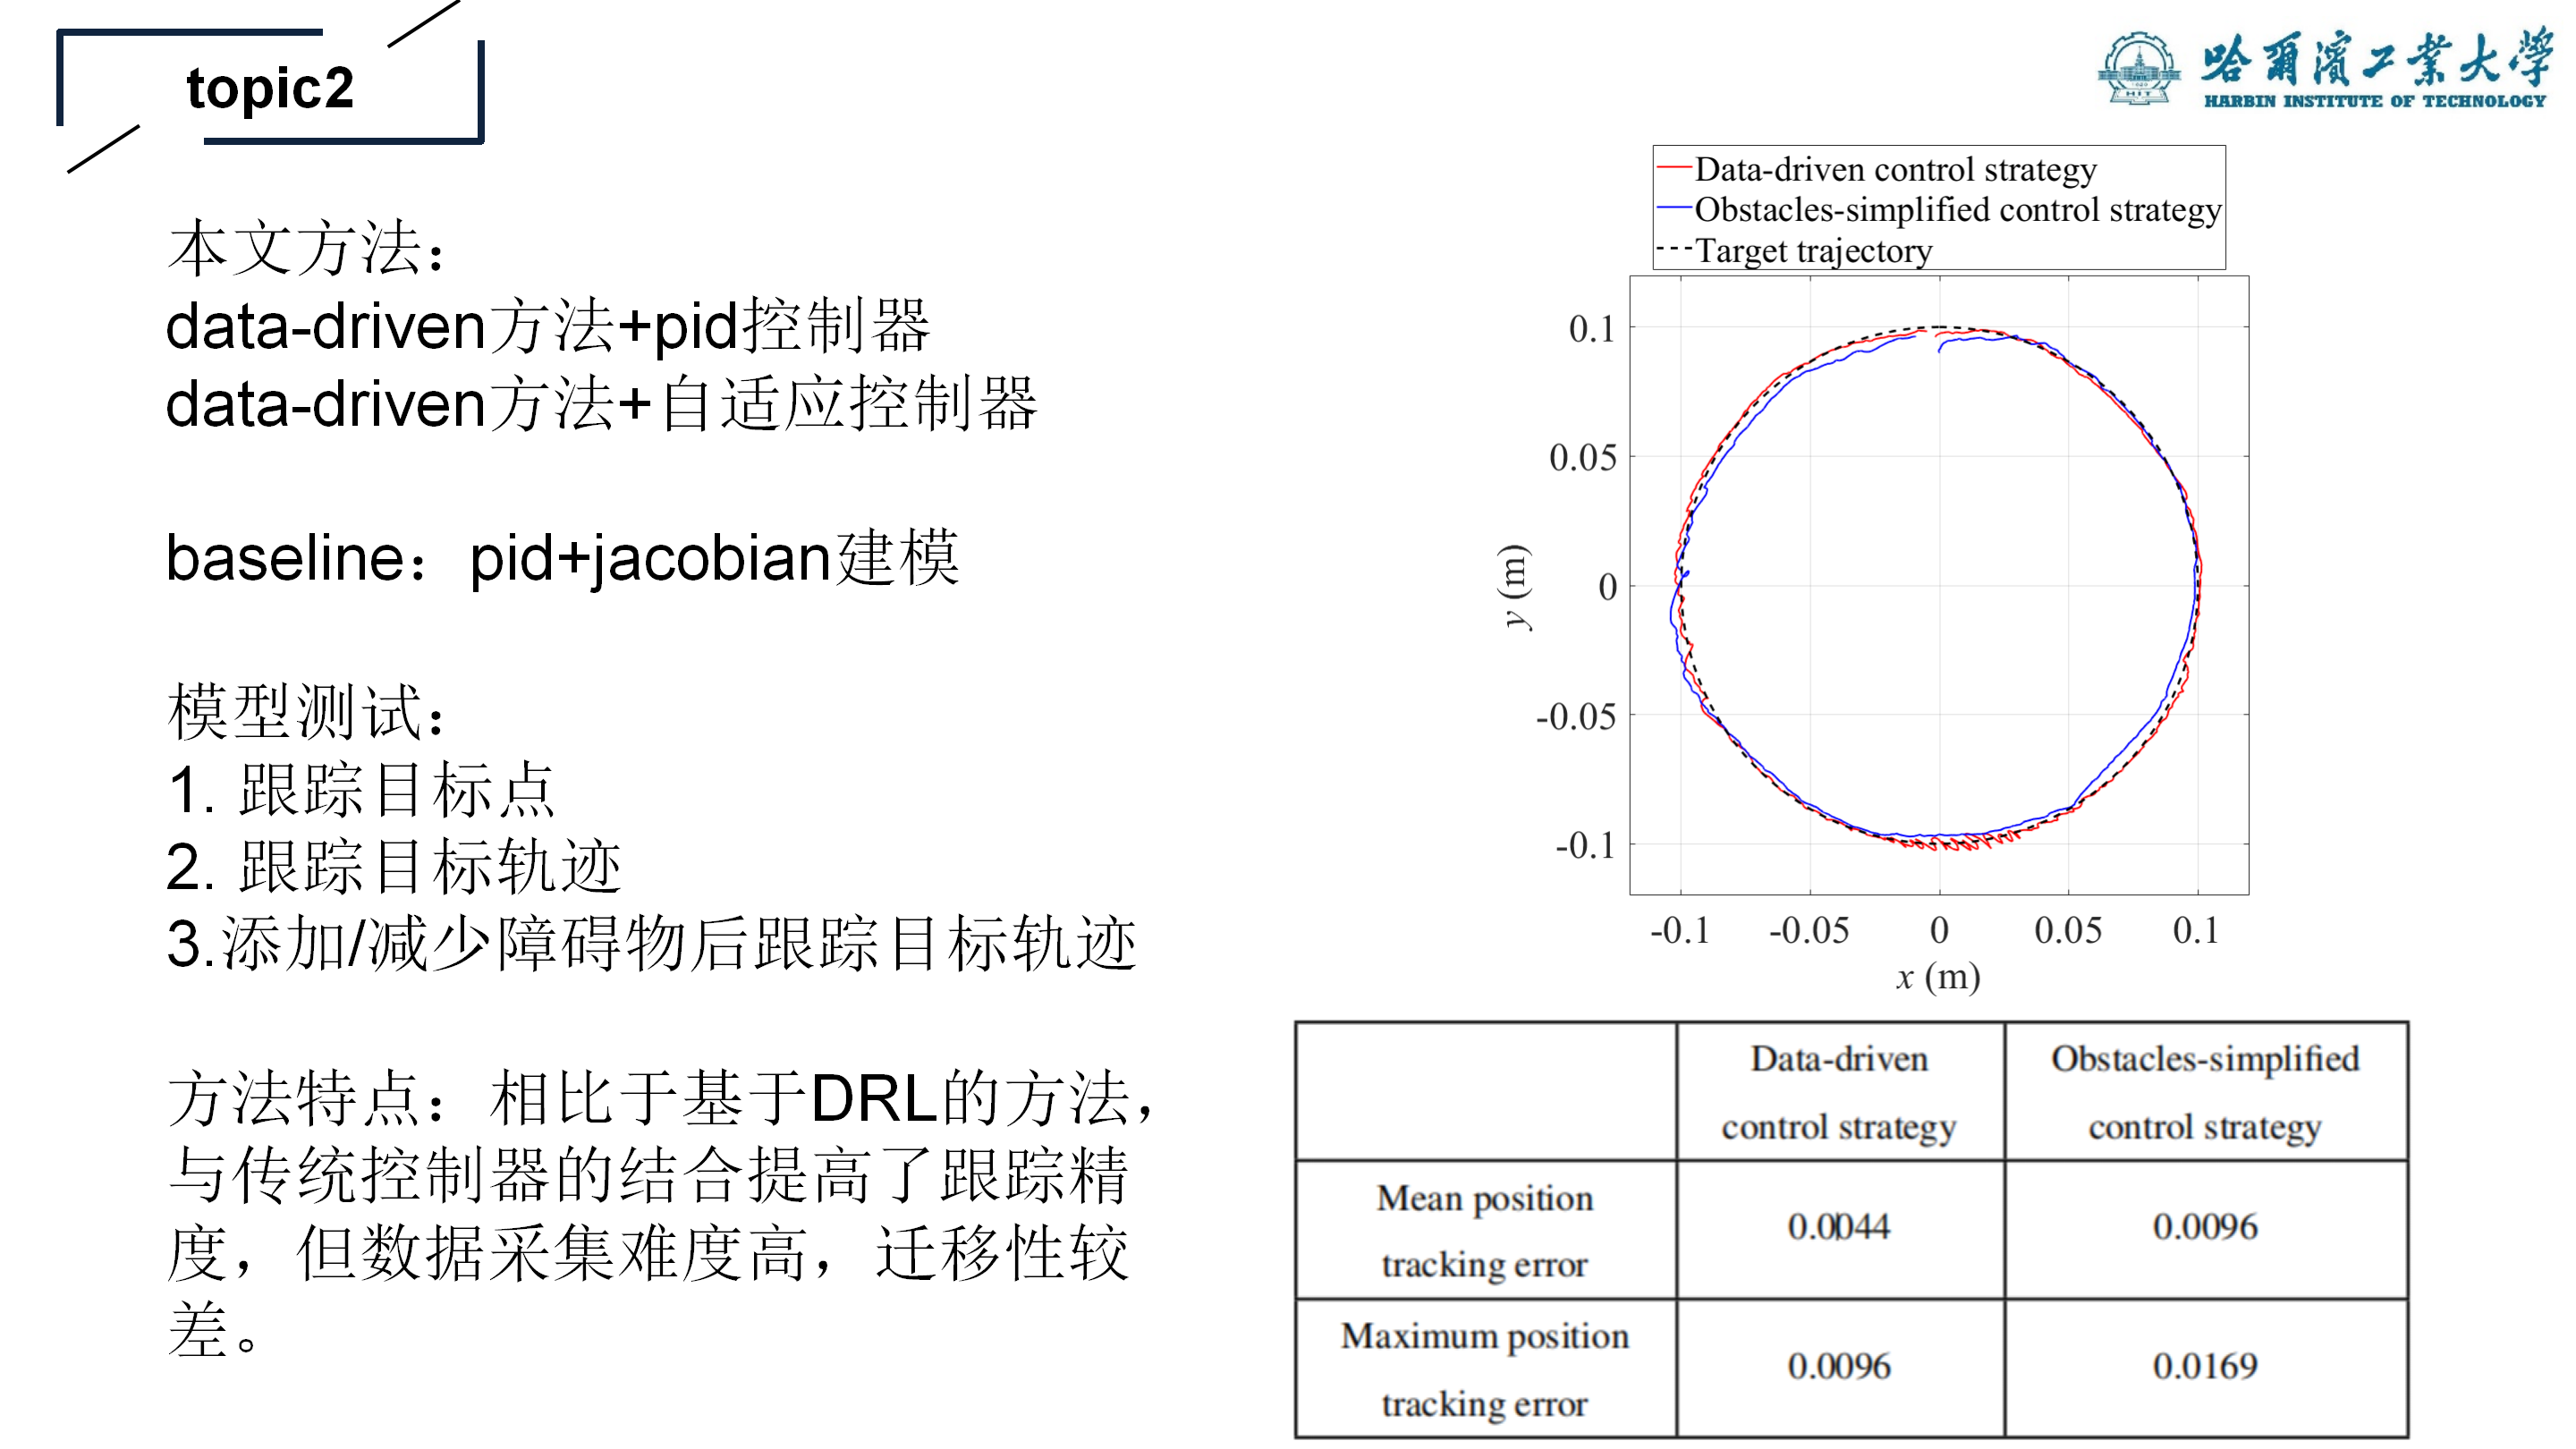 topic2
哈爾濱工業大學
HARBIN INSTITUTE OF TECHNOLOGY
HIT
本文方法：
data-driven方法+pid控制器
data-driven方法+自适应控制器
baseline：pid+jacobian建模
模型测试：
1. 跟踪目标点
2. 跟踪目标轨迹
3.添加/减少障碍物后跟踪目标轨迹
方法特点：相比于基于DRL的方法，
与传统控制器的结合提高了跟踪精
度，但数据采集难度高，迁移性较
差。
Data-driven control strategy
Obstacles-simplified control strategy
Target trajectory
0.1
0.05
0
-0.05
-0.1
y (m)
-0.1 -0.05 0 0.05 0.1
x (m)
Data-driven
control strategy
Obstacles-simplified
control strategy
Mean position
tracking error
0.0044
0.0096
Maximum position
tracking error
0.0096
0.0169